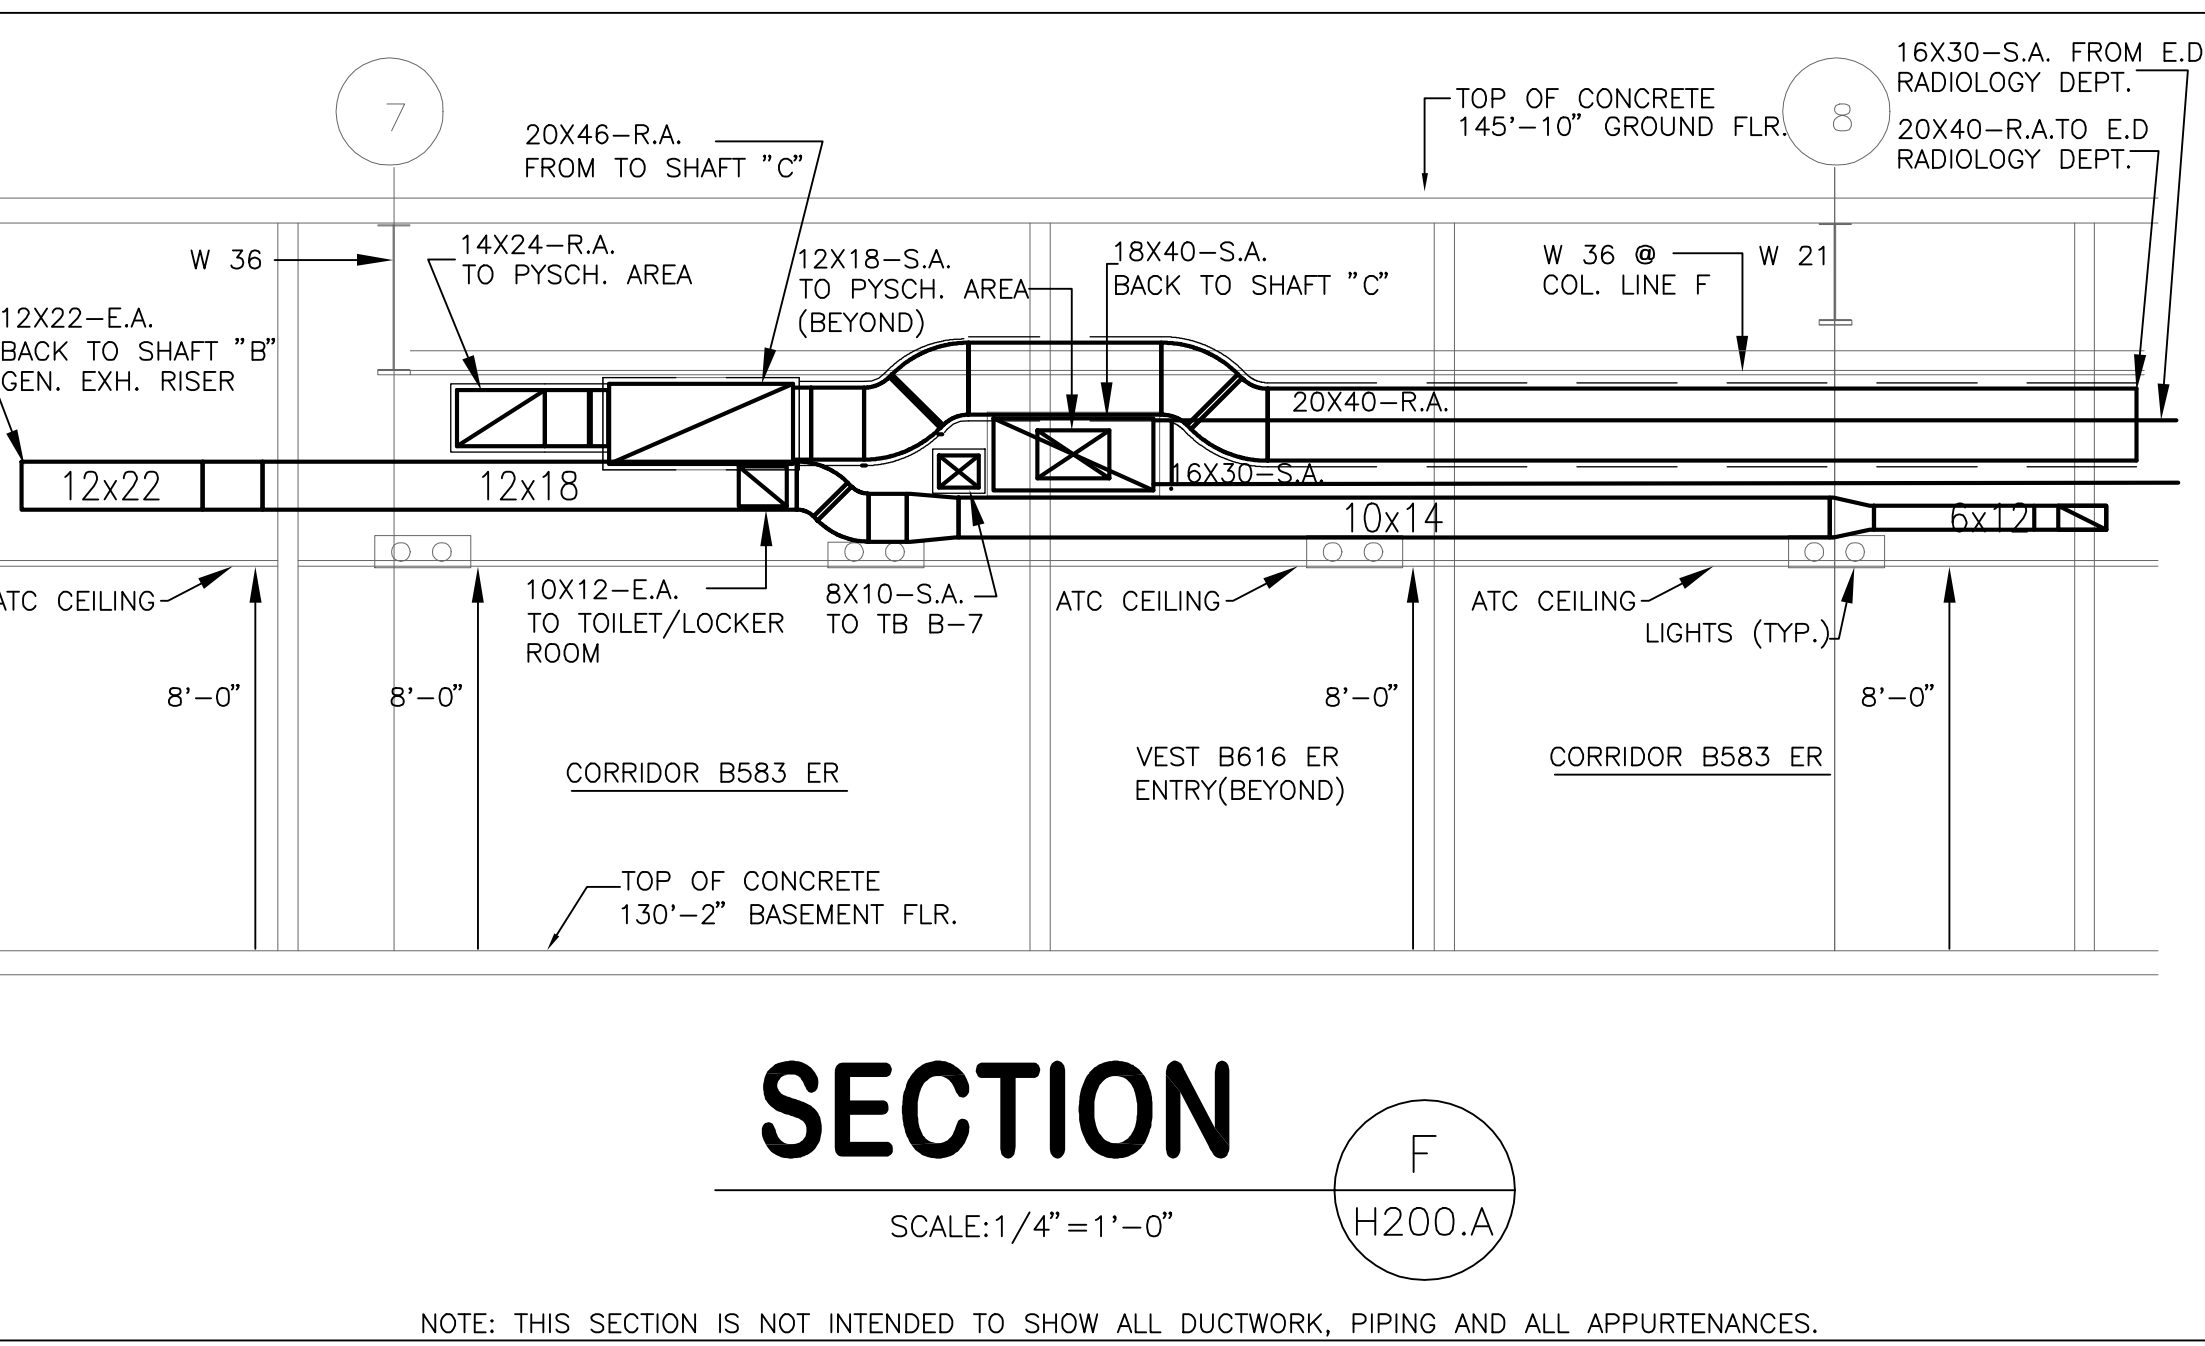 16X30-S.A. FROM E.D
RADIOLOGY DEPT.
7
20X46-R.A.
FROM TO SHAFT "C"
TOP OF CONCRETE
145'-10" GROUND FLR.
8
20X40-R.A.TO E.D
RADIOLOGY DEPT.
W 36
14X24-R.A.
TO PYSCH. AREA
12X18-S.A.
TO PYSCH. AREA
(BEYOND)
18X40-S.A.
BACK TO SHAFT "C"
W 36 @
COL. LINE F
W 21
12X22-E.A.
BACK TO SHAFT "B"
GEN. EXH. RISER
20X40-R.A.
12x22
12x18
16X30-S.A.
10x14
6x12
ATC CEILING
10X12-E.A.
TO TOILET/LOCKER
ROOM
8X10-S.A.
TO TB B-7
ATC CEILING
ATC CEILING
LIGHTS (TYP.)
8'-0"
8'-0"
8'-0"
8'-0"
CORRIDOR B583 ER
VEST B616 ER
ENTRY(BEYOND)
CORRIDOR B583 ER
TOP OF CONCRETE
130'-2" BASEMENT FLR.
SECTION
F
H200.A
SCALE:1/4"=1'-0"
NOTE: THIS SECTION IS NOT INTENDED TO SHOW ALL DUCTWORK, PIPING AND ALL APPURTENANCES.